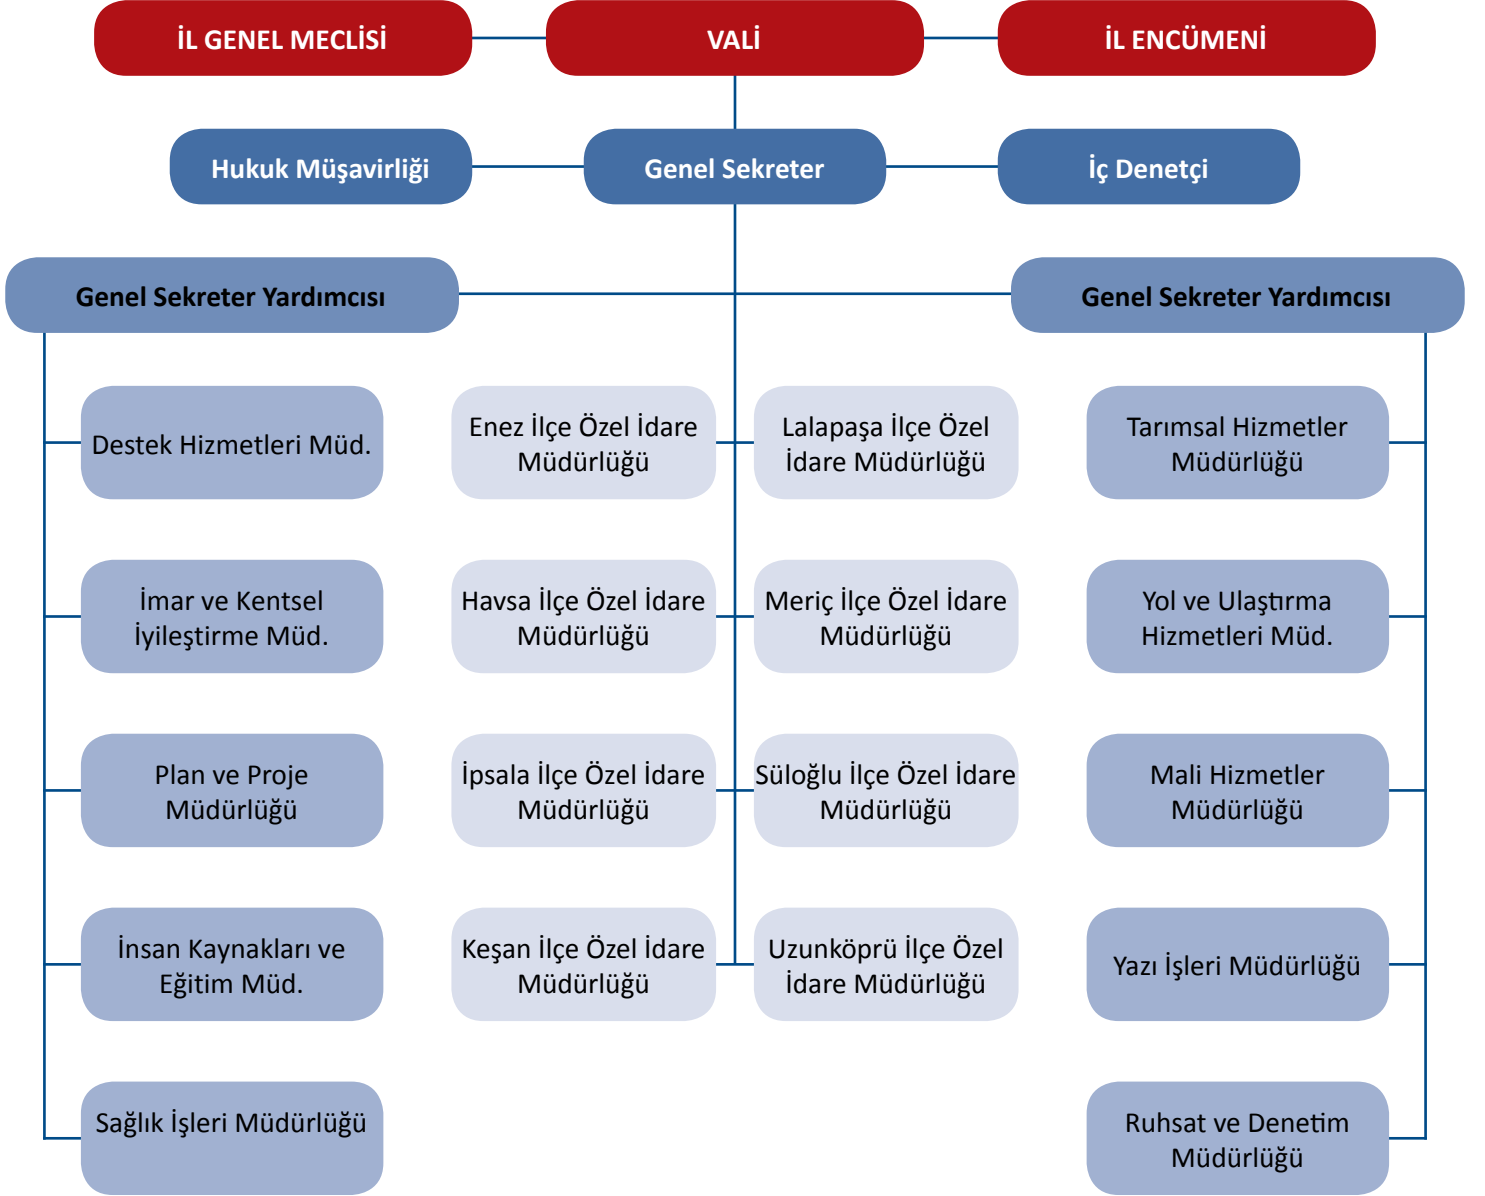 İL GENEL MECLİSİ
VALİ
İL ENCÜMENİ
Hukuk Müşavirliği
Genel Sekreter
İç Denetçi
Genel Sekreter Yardımcısı
Genel Sekreter Yardımcısı
Destek Hizmetleri Müd.
Enez İlçe Özel İdare
Müdürlüğü
Lalapaşa İlçe Özel
İdare Müdürlüğü
Tarımsal Hizmetler
Müdürlüğü
İmar ve Kentsel
İyileştirme Müd.
Havsa İlçe Özel İdare
Müdürlüğü
Meriç İlçe Özel İdare
Müdürlüğü
Yol ve Ulaştırma
Hizmetleri Müd.
Plan ve Proje
Müdürlüğü
İpsala İlçe Özel İdare
Müdürlüğü
Süloğlu İlçe Özel İdare
Müdürlüğü
Mali Hizmetler
Müdürlüğü
İnsan Kaynakları ve
Eğitim Müd.
Keşan İlçe Özel İdare
Müdürlüğü
Uzunköprü İlçe Özel
İdare Müdürlüğü
Yazı İşleri Müdürlüğü
Sağlık İşleri Müdürlüğü
Ruhsat ve Denetim
Müdürlüğü